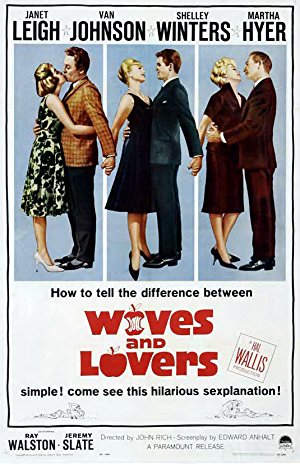 JANET LEIGH
VAN JOHNSON
SHELLEY WINTERS
MARTHA HYER
How to tell the difference between
WIVES
AND
LOVERS
A HAL
WALLIS
PRODUCTION
simple! come see this hilarious sexplanation!
RAY WALSTON
JEREMY SLATE
Directed by JOHN RICH · Screenplay by EDWARD ANHALT
A PARAMOUNT RELEASE